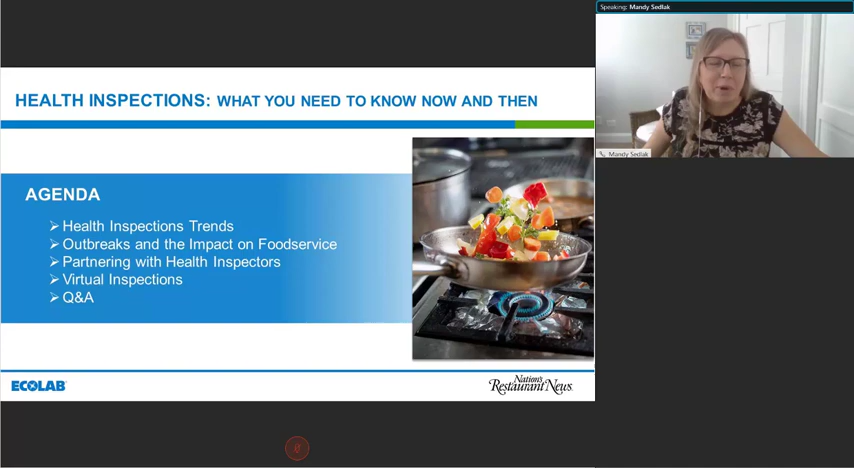 Speaking: Mandy Sedlak
HEALTH INSPECTIONS: WHAT YOU NEED TO KNOW NOW AND THEN
AGENDA
➢ Health Inspections Trends
➢ Outbreaks and the Impact on Foodservice
➢ Partnering with Health Inspectors
➢ Virtual Inspections
➢ Q&A
Mandy Sedlak
ECOLAB
Nation's
Restaurant News